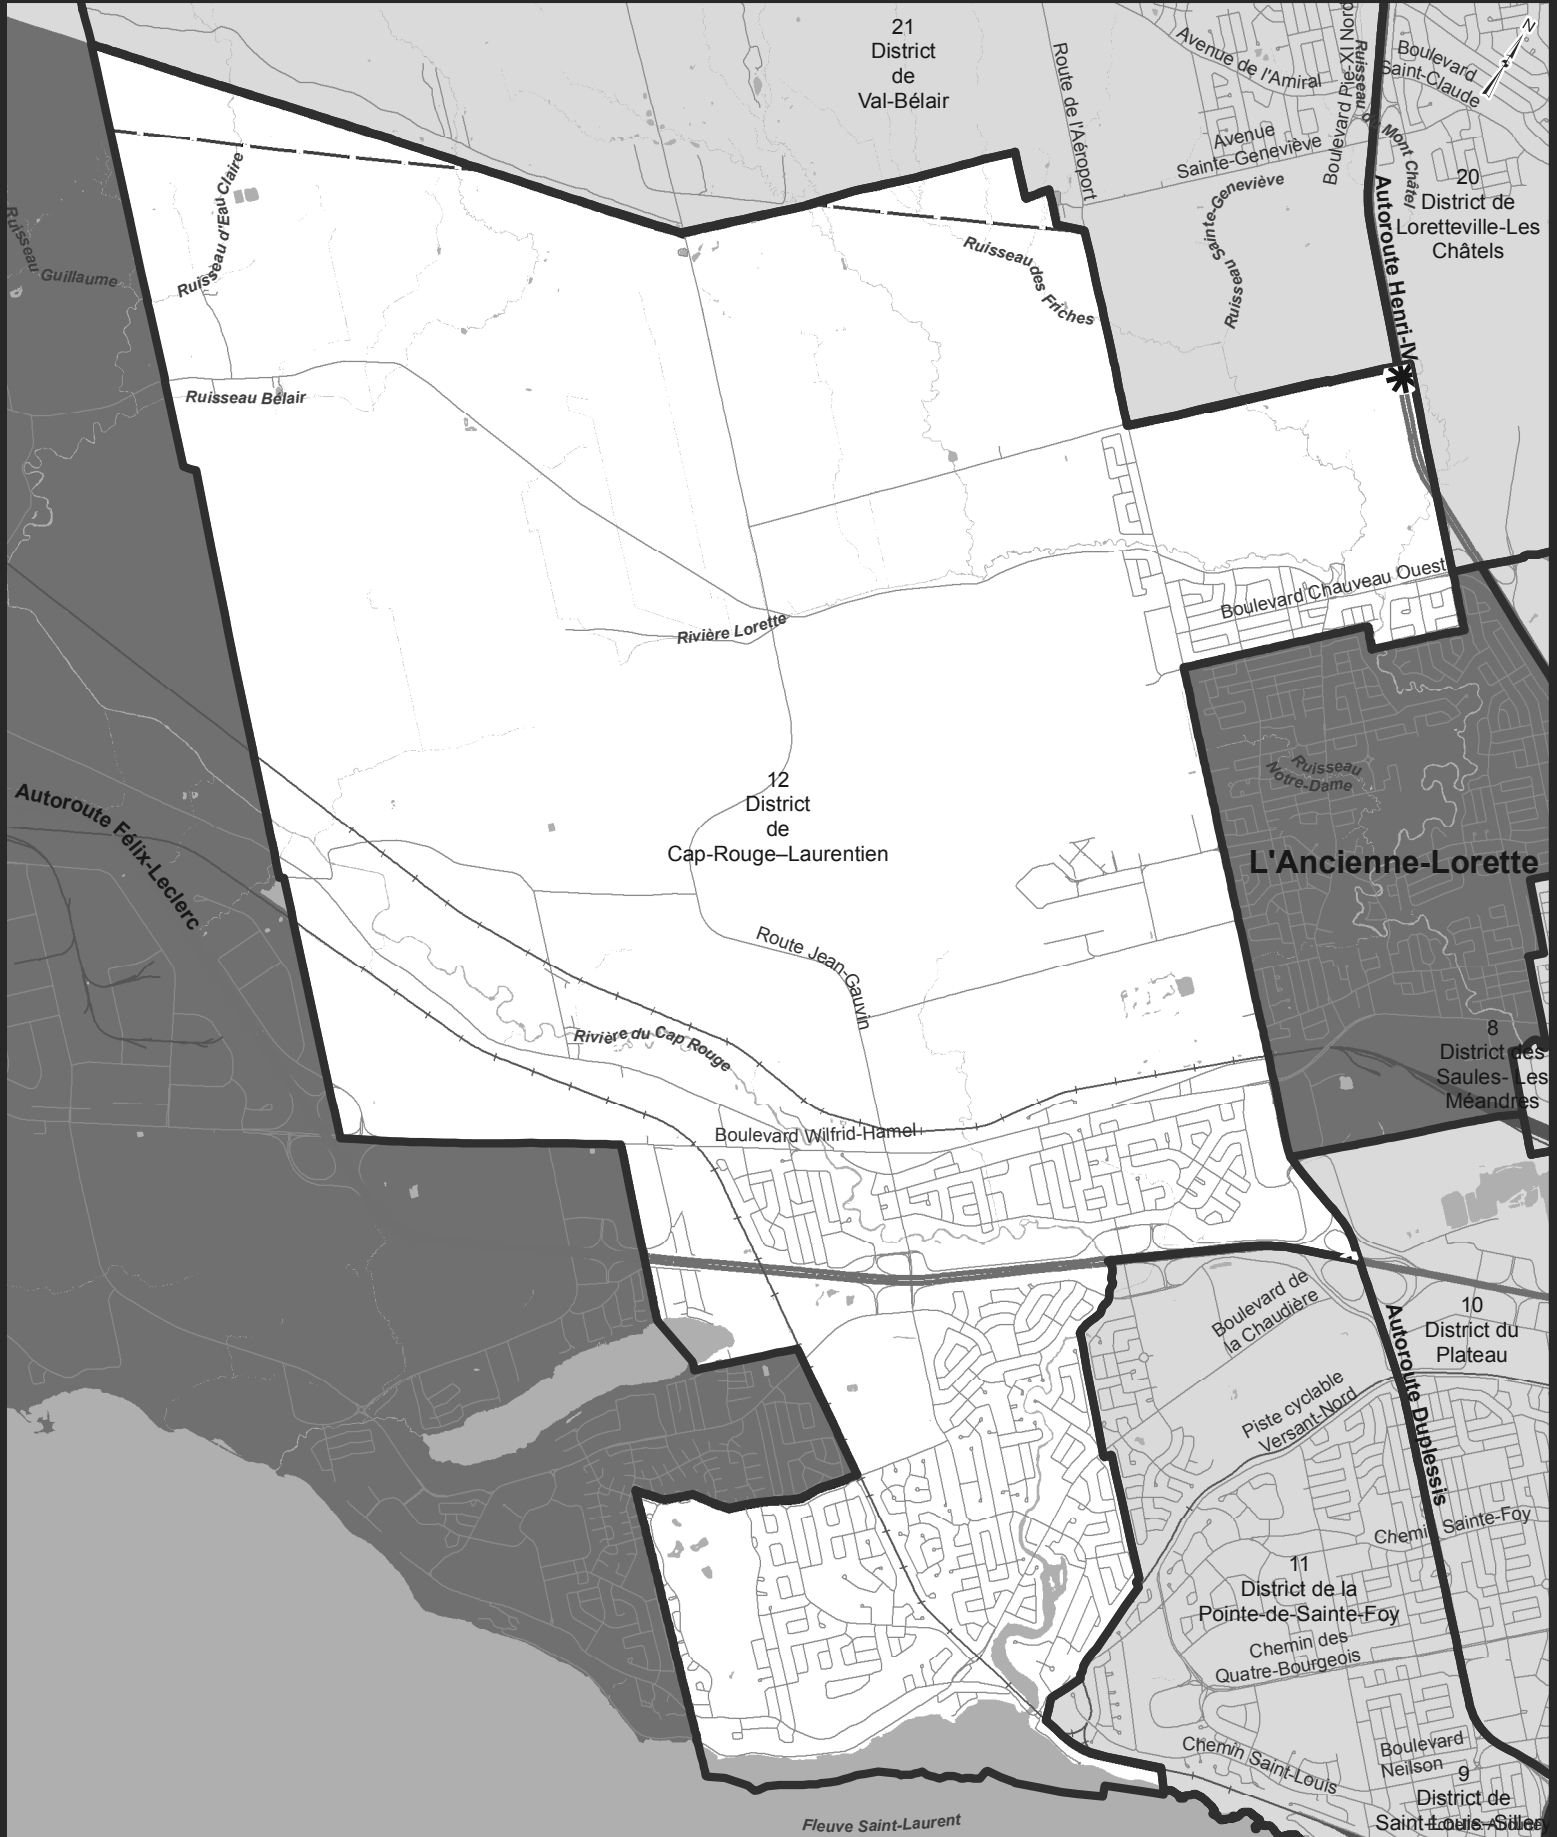 21
District
de
Val-Bélair
Route de l'Aéroport
Avenue de l'Amiral
Boulevard Pie-XI Nord
Boulevard
Saint-Claude
N
Avenue
Sainte-Geneviève
Ruisseau Sainte-Geneviève
Mont Châtel
20
District de
Loretteville-Les
Châtels
Autoroute Henri-IV
Ruisseau d'Eau Claire
Ruisseau Guillaume
Ruisseau des Friches
Ruisseau Bélair
Boulevard Chauveau Ouest
Rivière Lorette
Ruisseau
Notre-Dame
12
District
de
Cap-Rouge–Laurentien
Autoroute Félix-Leclerc
L'Ancienne-Lorette
Route Jean-Gauvin
Rivière du Cap Rouge
8
District des
Saules- Les
Méandres
Boulevard Wilfrid-Hamel
Boulevard de
la Chaudière
10
District du
Plateau
Autoroute Duplessis
Piste cyclable
Versant-Nord
Chemin Sainte-Foy
11
District de la
Pointe-de-Sainte-Foy
Chemin des
Quatre-Bourgeois
Chemin Saint-Louis
Boulevard
Neilson
9
District de
Saint-Louis–Sillery
Fleuve Saint-Laurent